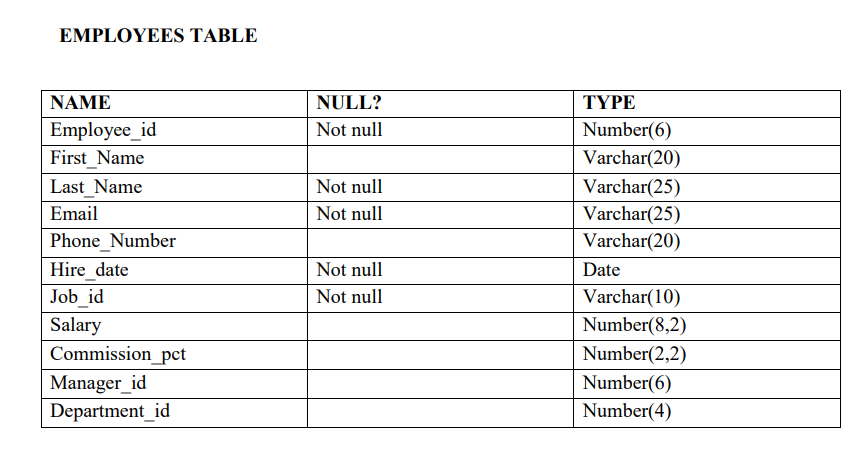 EMPLOYEES TABLE
NAME NULL? TYPE
Employee_id Not null Number(6)
First_Name Varchar(20)
Last_Name Not null Varchar(25)
Email Not null Varchar(25)
Phone_Number Varchar(20)
Hire_date Not null Date
Job_id Not null Varchar(10)
Salary Number(8,2)
Commission_pct Number(2,2)
Manager_id Number(6)
Department_id Number(4)